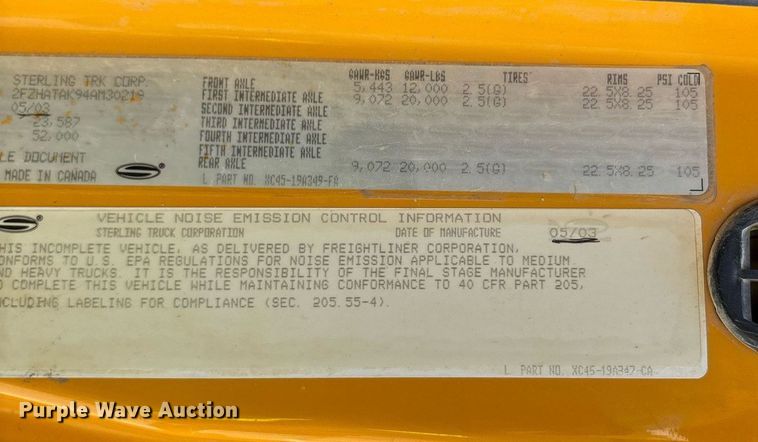 GAWR-KGS GAWR-LBS TIRES RIMS PSI COLD
STERLING TRK CORP. FRONT AXLE 5,443 12,000 2.5(G) 22.5X8.25 105
2FZHATAK94AM30219 FIRST INTERMEDIATE AXLE 9,072 20,000 2.5(G) 22.5X8.25 105
05/03 SECOND INTERMEDIATE AXLE
23,587 THIRD INTERMEDIATE AXLE
52,000 FOURTH INTERMEDIATE AXLE
FIFTH INTERMEDIATE AXLE
LE DOCUMENT REAR AXLE 9,072 20,000 2.5(G) 22.5X8.25 105
MADE IN CANADA L PART NO. XC45-19A349-FA
VEHICLE NOISE EMISSION CONTROL INFORMATION
STERLING TRUCK CORPORATION DATE OF MANUFACTURE 05/03
HIS INCOMPLETE VEHICLE, AS DELIVERED BY FREIGHTLINER CORPORATION,
ONFORMS TO U.S. EPA REGULATIONS FOR NOISE EMISSION APPLICABLE TO MEDIUM
ND HEAVY TRUCKS. IT IS THE RESPONSIBILITY OF THE FINAL STAGE MANUFACTURER
O COMPLETE THIS VEHICLE WHILE MAINTAINING CONFORMANCE TO 40 CFR PART 205,
NCLUDING LABELING FOR COMPLIANCE (SEC. 205.55-4).
L PART NO. XC45-19A347-CA
Purple Wave Auction